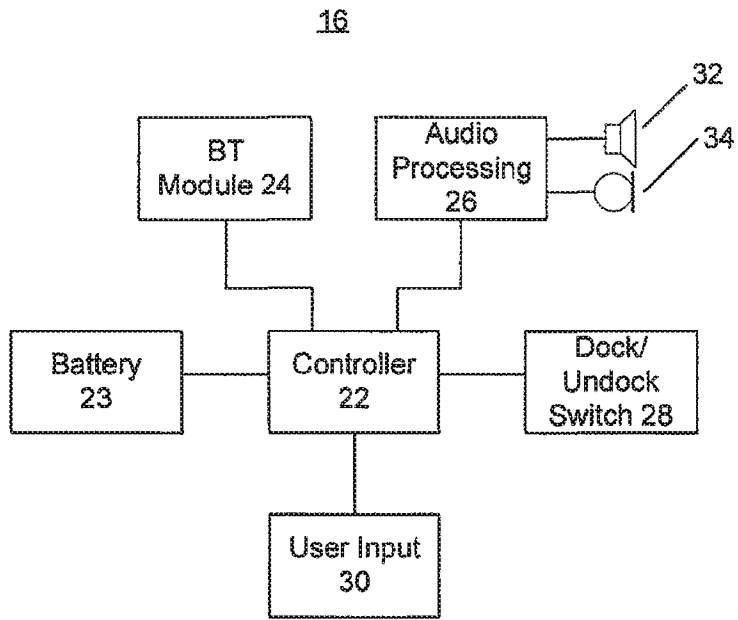 16
32
34
BT
Module 24
Audio
Processing
26
Battery
23
Controller
22
Dock/
Undock
Switch 28
User Input
30